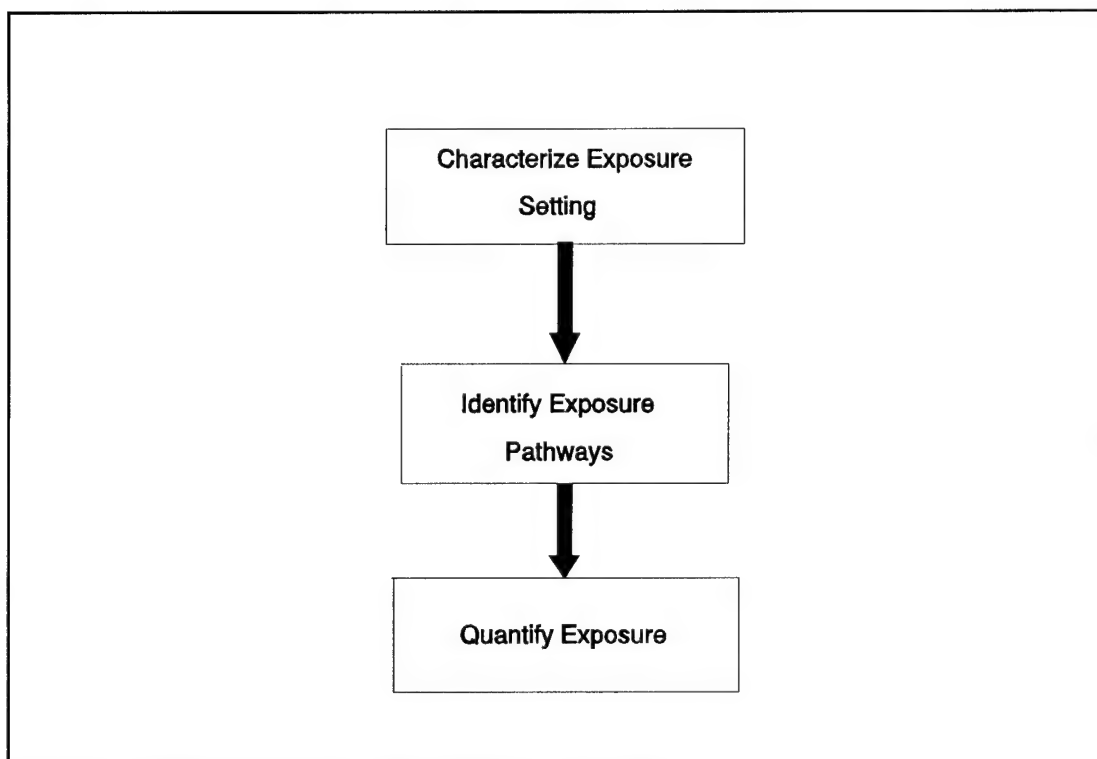 Characterize Exposure
Setting
Identify Exposure
Pathways
Quantify Exposure